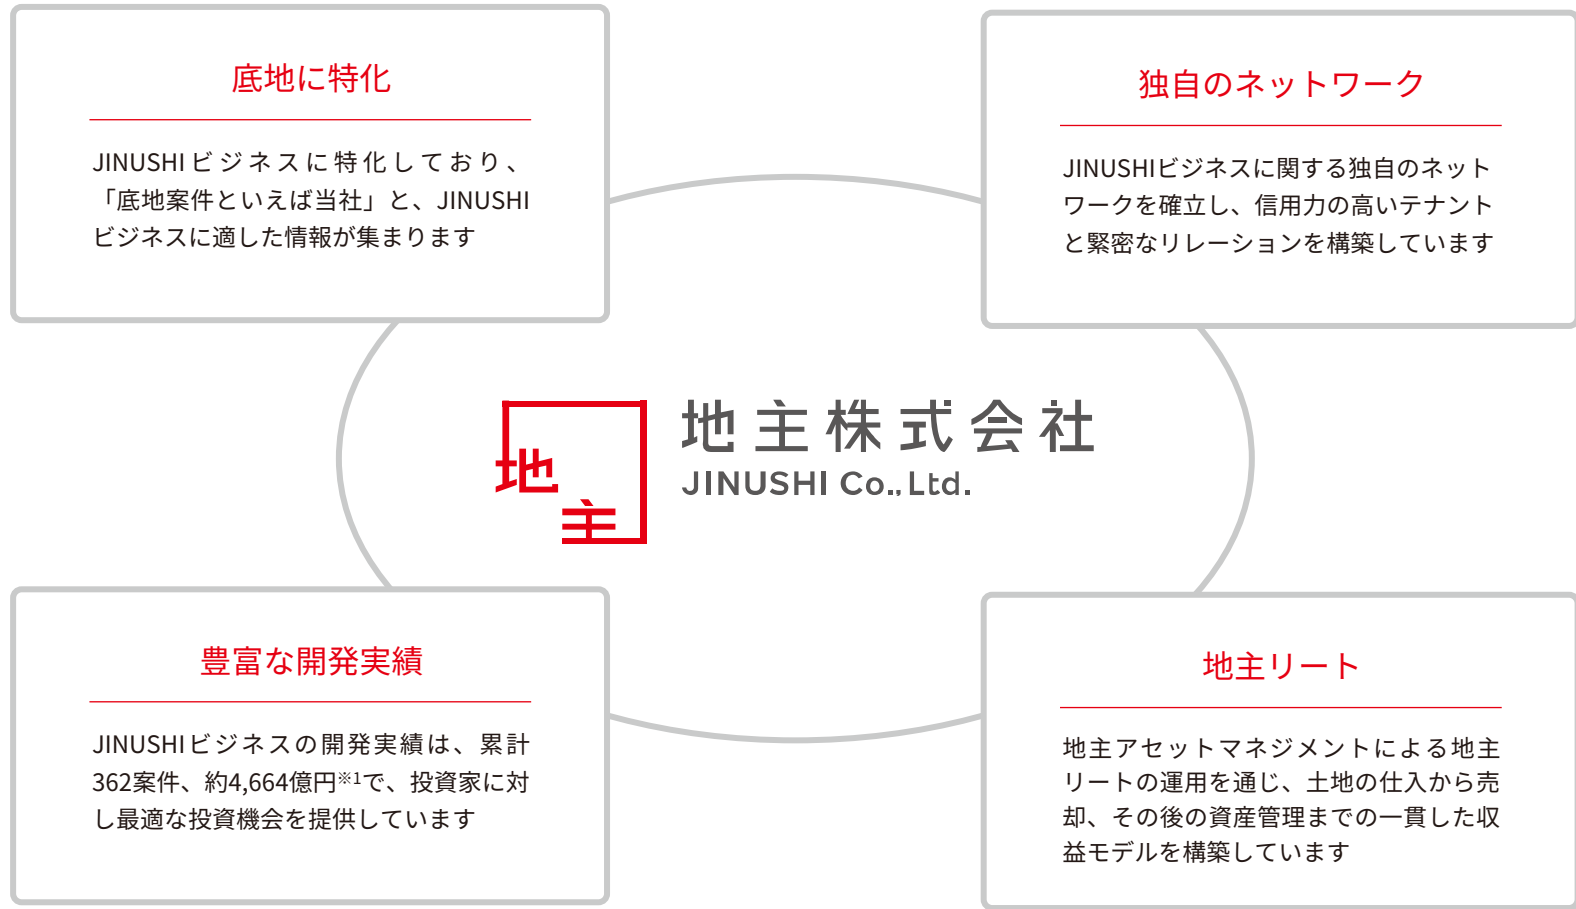 底地に特化
JINUSHIビジネスに特化しており、
「底地案件といえば当社」と、JINUSHI
ビジネスに適した情報が集まります
独自のネットワーク
JINUSHIビジネスに関する独自のネット
ワークを確立し、信用力の高いテナント
と緊密なリレーションを構築しています
地主
地主株式会社
JINUSHI Co., Ltd.
豊富な開発実績
JINUSHIビジネスの開発実績は、累計
362案件、約4,664億円※1で、投資家に対
し最適な投資機会を提供しています
地主リート
地主アセットマネジメントによる地主
リートの運用を通じ、土地の仕入から売
却、その後の資産管理までの一貫した収
益モデルを構築しています